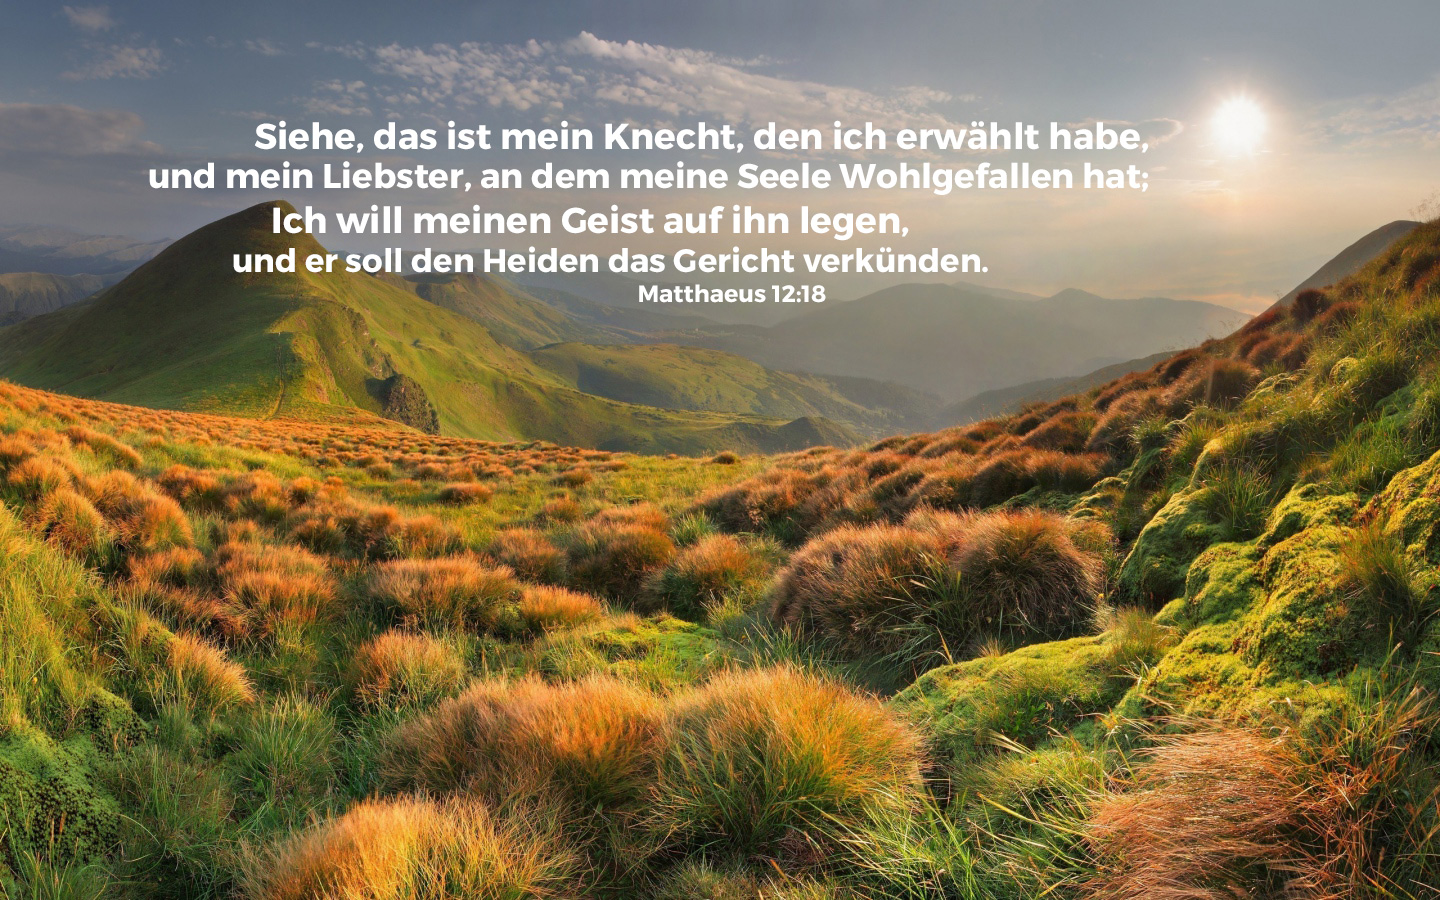 Siehe, das ist mein Knecht, den ich erwählt habe,
und mein Liebster, an dem meine Seele Wohlgefallen hat;
Ich will meinen Geist auf ihn legen,
und er soll den Heiden das Gericht verkünden.
Matthaeus 12:18